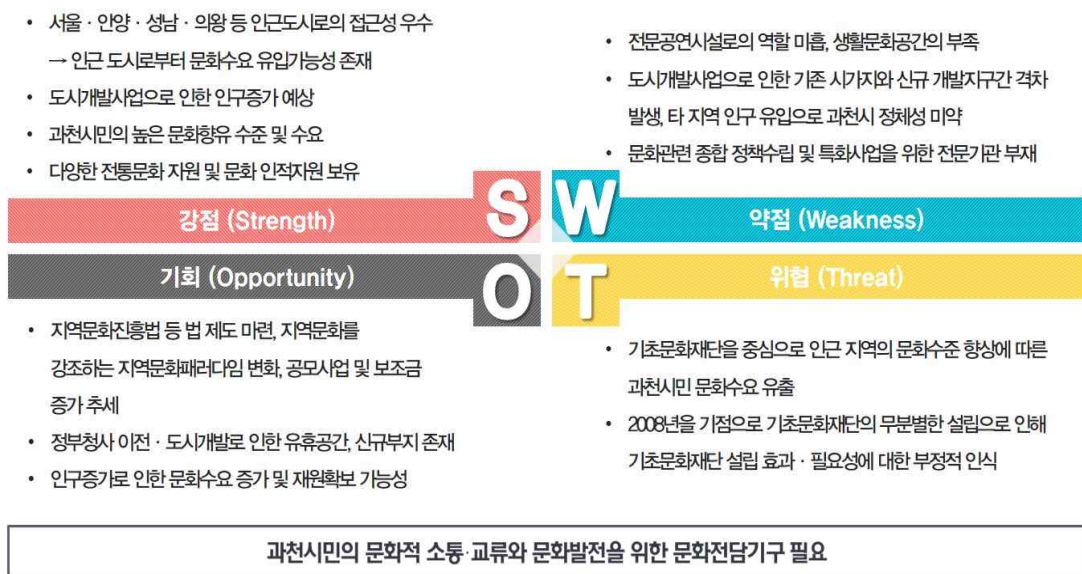 • 서울 · 안양 · 성남 · 의왕 등 인근도시로의 접근성 우수
→ 인근 도시로부터 문화수요 유입가능성 존재
• 도시개발사업으로 인한 인구증가 예상
• 과천시민의 높은 문화향유 수준 및 수요
• 다양한 전통문화 자원 및 문화 인적자원 보유
• 전문공연시설로의 역할 미흡, 생활문화공간의 부족
• 도시개발사업으로 인한 기존 시가지와 신규 개발지구간 격차
발생, 타 지역 인구 유입으로 과천시 정체성 미약
• 문화관련 종합 정책수립 및 특화사업을 위한 전문기관 부재
강점 (Strength)
S
W
약점 (Weakness)
기회 (Opportunity)
O
T
위협 (Threat)
• 지역문화진흥법 등 법 제도 마련, 지역문화를
강조하는 지역문화패러다임 변화, 공모사업 및 보조금
증가 추세
• 정부청사 이전 · 도시개발로 인한 유휴공간, 신규부지 존재
• 인구증가로 인한 문화수요 증가 및 재원확보 가능성
• 기초문화재단을 중심으로 인근 지역의 문화수준 향상에 따른
과천시민 문화수요 유출
• 2008년을 기점으로 기초문화재단의 무분별한 설립으로 인해
기초문화재단 설립 효과 · 필요성에 대한 부정적 인식
과천시민의 문화적 소통·교류와 문화발전을 위한 문화전담기구 필요